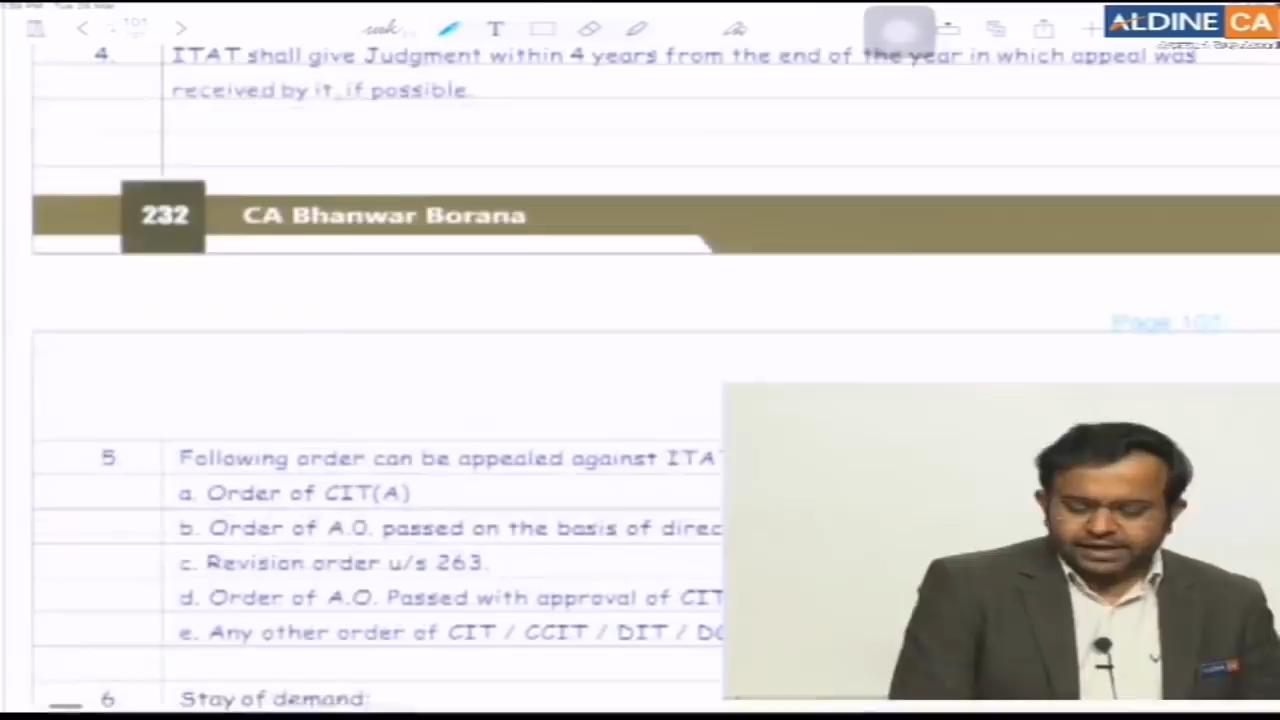 101
T
ALDINE CA
4. ITAT shall give Judgment within 4 years from the end of the year in which appeal was
received by it, if possible.
232 CA Bhanwar Borana
5 Following order can be appealed against ITA
a. Order of CIT(A)
b. Order of A.O. passed on the basis of direc
c. Revision order u/s 263.
d. Order of A.O. Passed with approval of CIT
e. Any other order of CIT / CCIT / DIT / DG
6 Stay of demand: